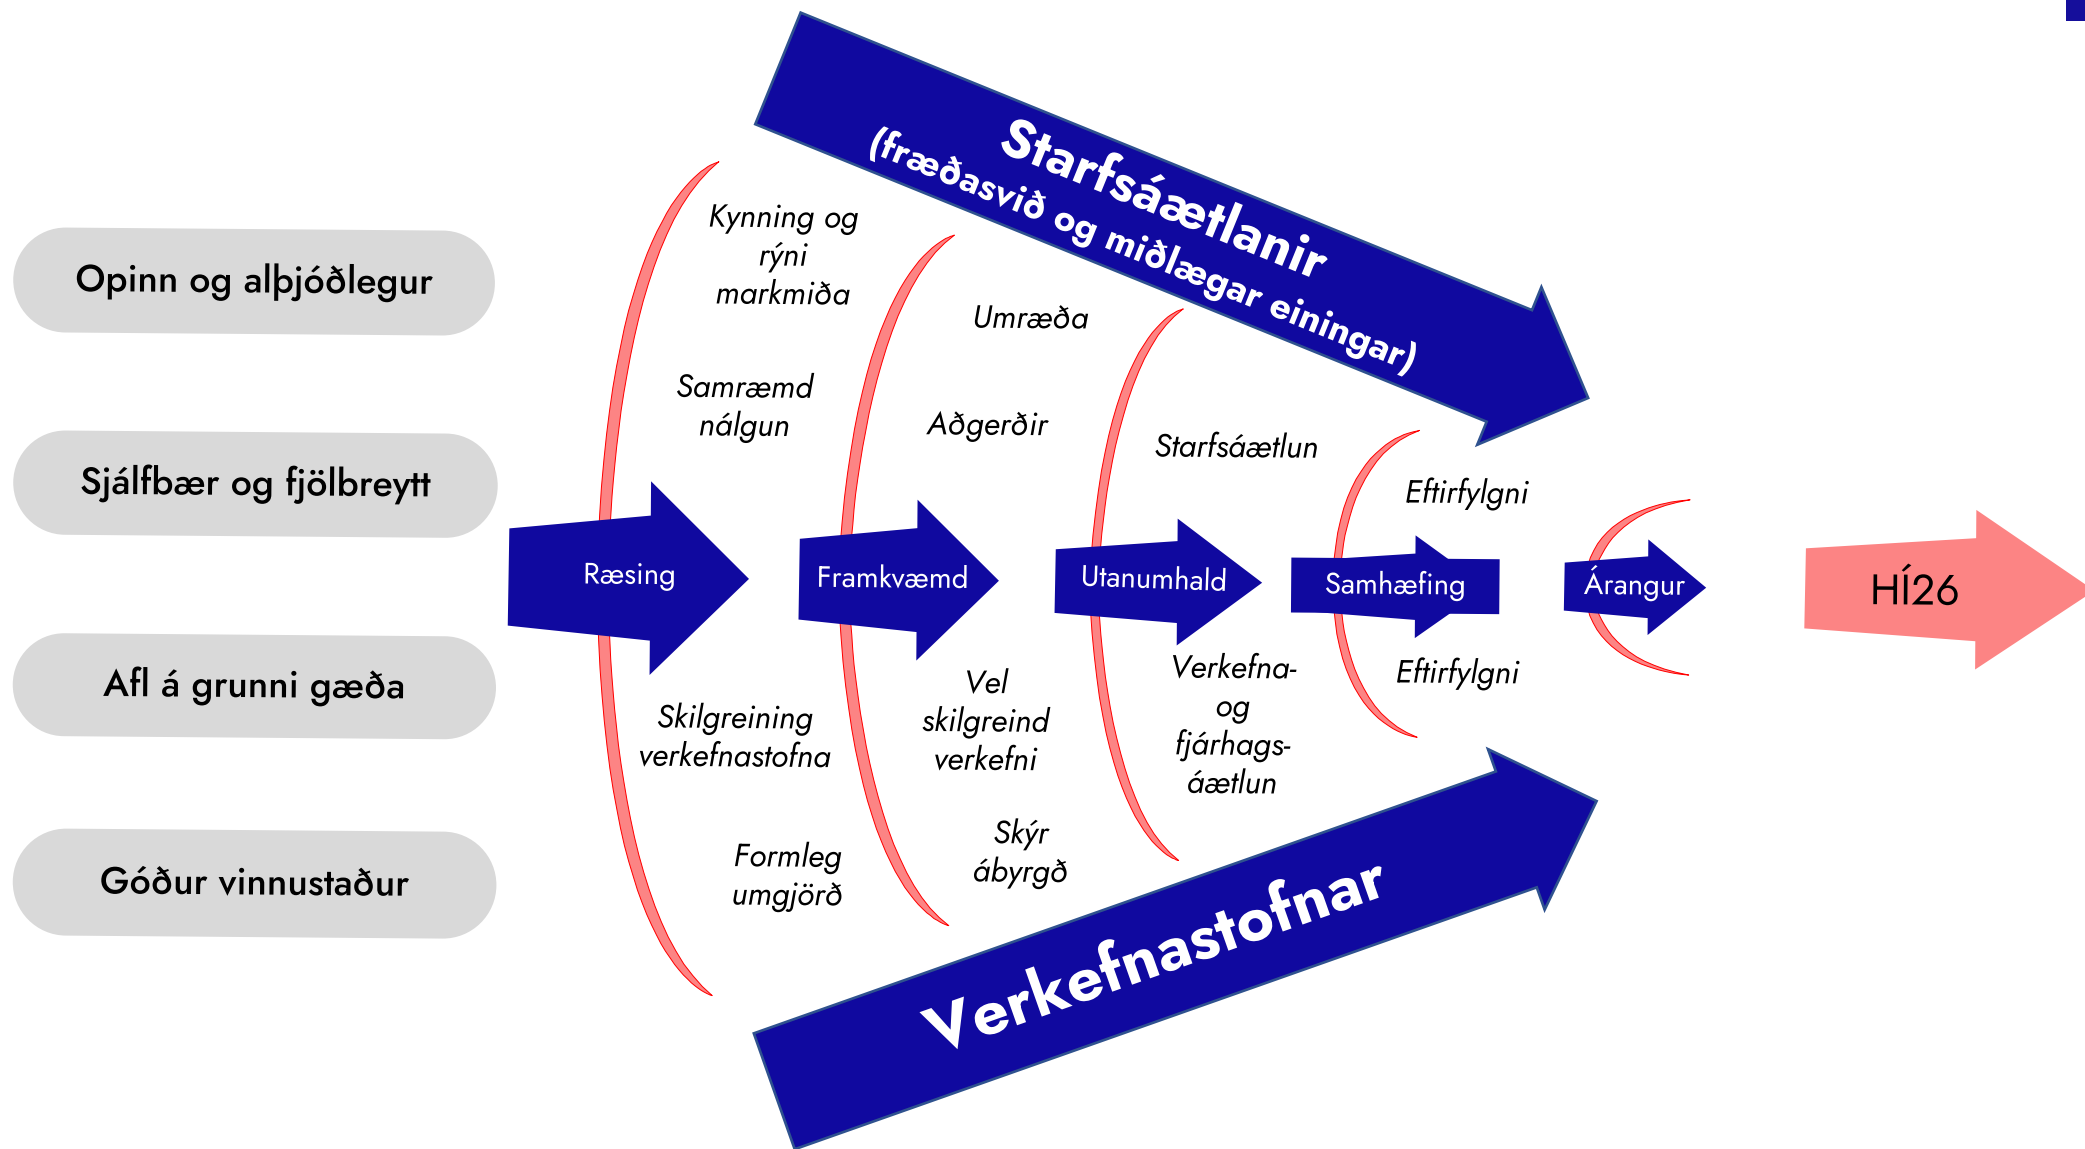 Starfsáætlanir
(fræðasvið og miðlægar einingar)
Opinn og alþjóðlegur
Sjálfbær og fjölbreytt
Afl á grunni gæða
Góður vinnustaður
Kynning og
rýni
markmiða
Samræmd
nálgun
Ræsing
Skilgreining
verkefnastofna
Formleg
umgjörð
Umræða
Aðgerðir
Framkvæmd
Vel
skilgreind
verkefni
Skýr
ábyrgð
Starfsáætlun
Utanumhald
Verkefna-
og
fjárhags-
áætlun
Eftirfylgni
Samhæfing
Eftirfylgni
Árangur
HÍ26
Verkefnastofnar